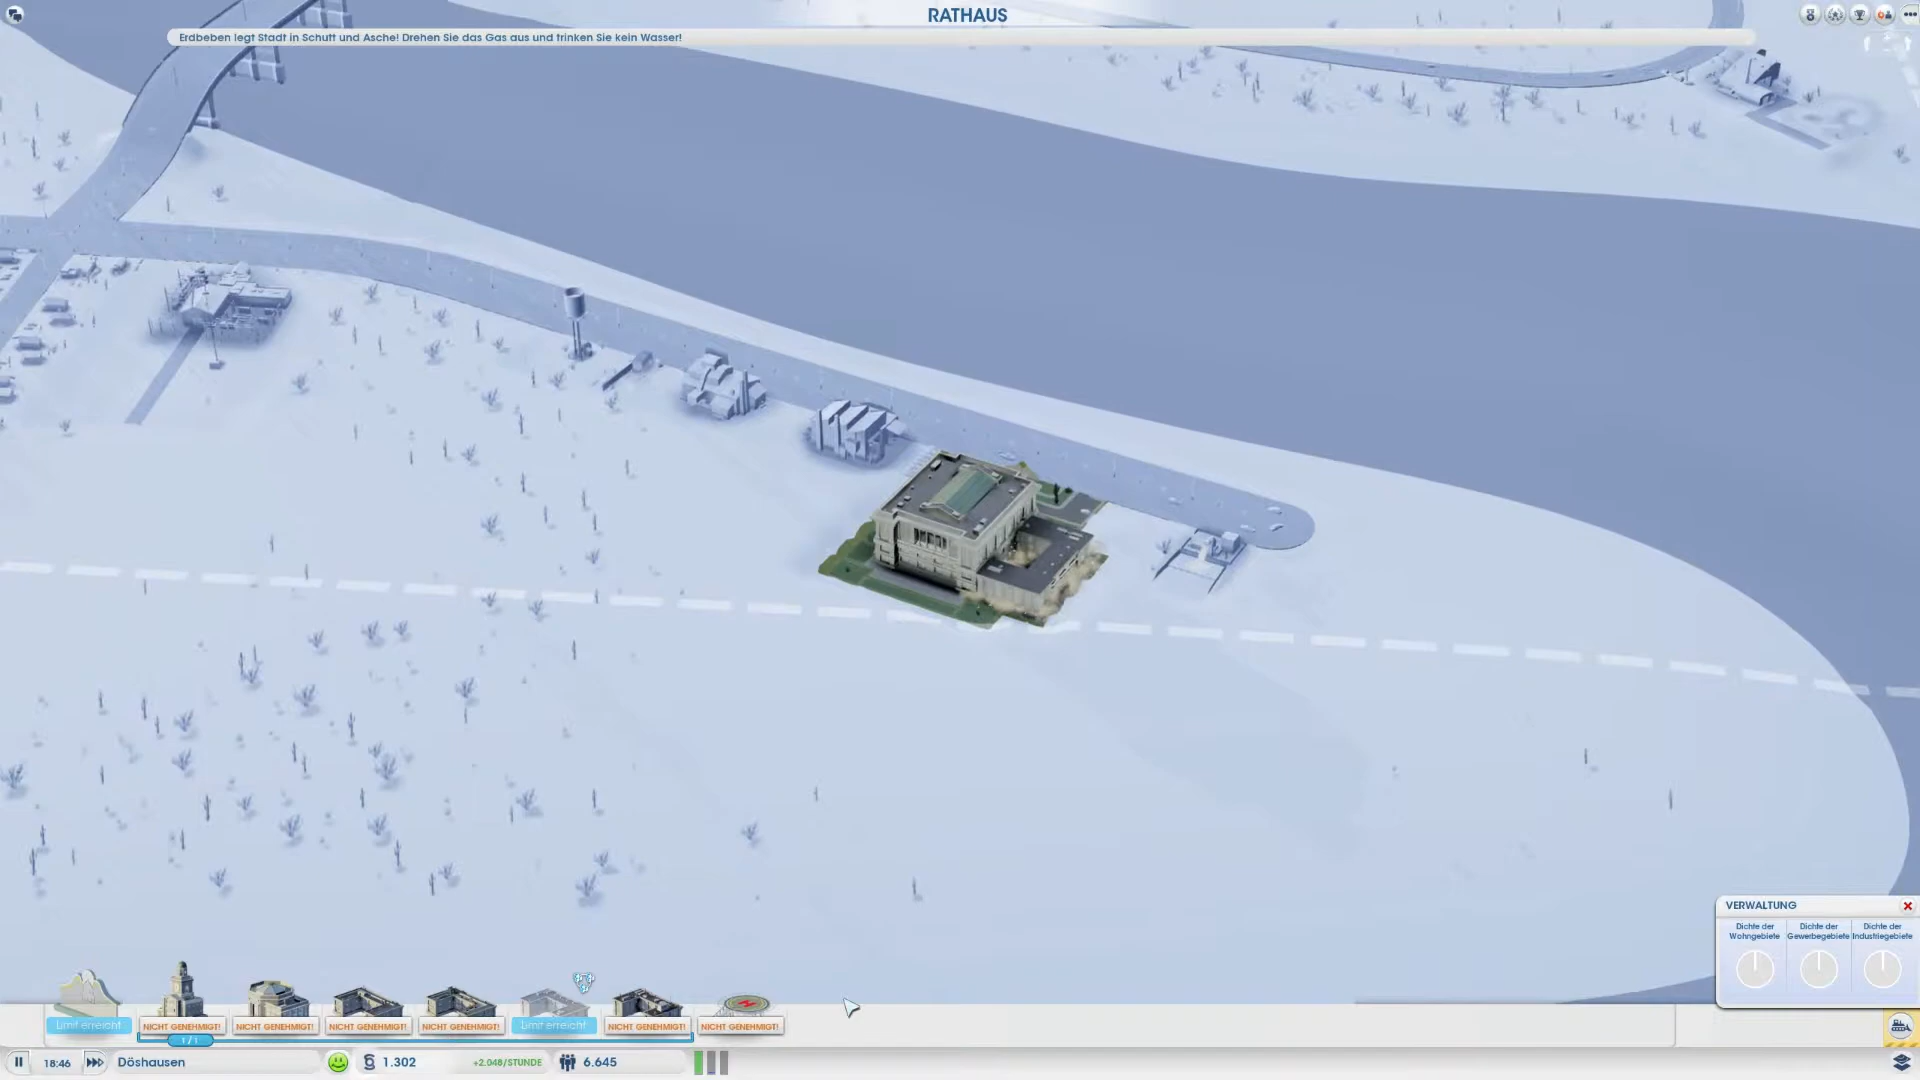 RATHAUS
Erdbeben legt Stadt in Schutt und Asche! Drehen Sie das Gas aus und trinken Sie kein Wasser!
VERWALTUNG
Dichte der Wohngebiete
Dichte der Gewerbegebiete
Dichte der Industriegebiete
Limit erreicht
NICHT GENEHMIGT!
NICHT GENEHMIGT!
NICHT GENEHMIGT!
NICHT GENEHMIGT!
Limit erreicht
NICHT GENEHMIGT!
NICHT GENEHMIGT!
1 / 1
18:46
Döshausen
1.302
+2.048/STUNDE
6.645